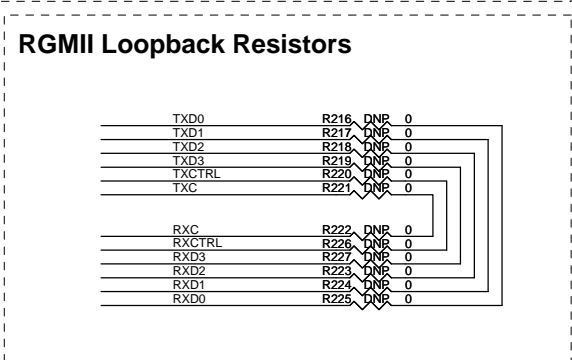 RGMII Loopback Resistors
TXD0 R216 DNP 0
TXD1 R217 DNP 0
TXD2 R218 DNP 0
TXD3 R219 DNP 0
TXCTRL R220 DNP 0
TXC R221 DNP 0
RXC R222 DNP 0
RXCTRL R226 DNP 0
RXD3 R227 DNP 0
RXD2 R223 DNP 0
RXD1 R224 DNP 0
RXD0 R225 DNP 0